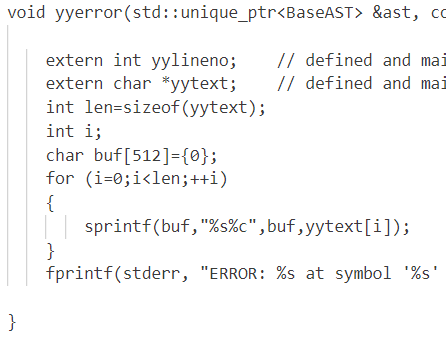 void yyerror(std::unique_ptr<BaseAST> &ast, co
extern int yylineno;    // defined and mai
extern char *yytext;    // defined and mai
int len=sizeof(yytext);
int i;
char buf[512]={0};
for (i=0;i<len;++i)
{
sprintf(buf,"%s%c",buf,yytext[i]);
}
fprintf(stderr, "ERROR: %s at symbol '%s'
}